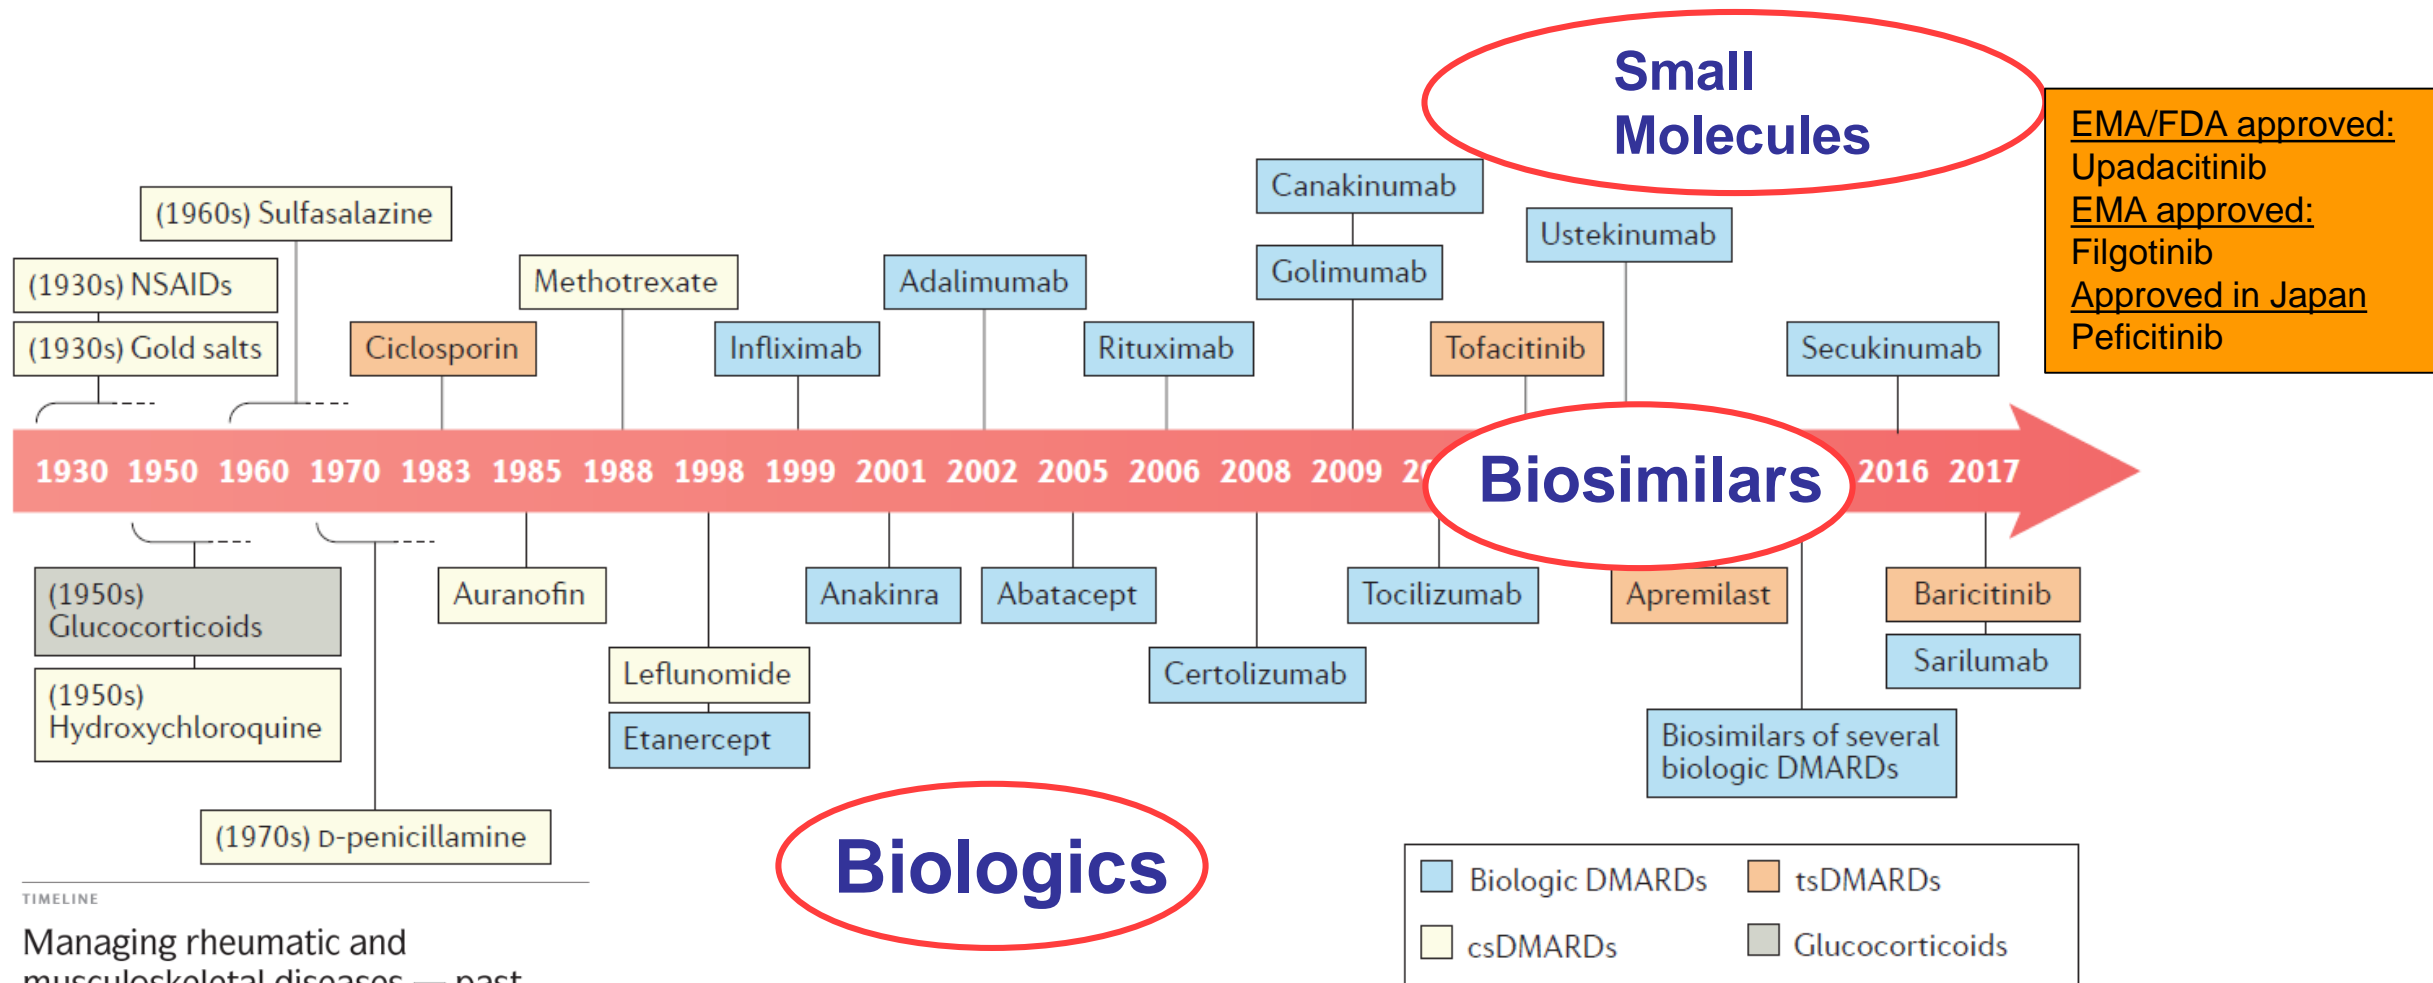 Small
Molecules
EMA/FDA approved:
Upadacitinib
EMA approved:
Filgotinib
Approved in Japan
Peficitinib
Canakinumab
(1960s) Sulfasalazine
Ustekinumab
(1930s) NSAIDs
Methotrexate
Adalimumab
Golimumab
(1930s) Gold salts
Ciclosporin
Infliximab
Rituximab
Tofacitinib
Secukinumab
1930 1950 1960 1970 1983 1985 1988 1998 1999 2001 2002 2005 2006 2008 2009 2016 2017
Biosimilars
(1950s)
Glucocorticoids
Auranofin
Anakinra
Abatacept
Tocilizumab
Apremilast
Baricitinib
(1950s)
Hydroxychloroquine
Leflunomide
Certolizumab
Sarilumab
Etanercept
Biosimilars of several
biologic DMARDs
(1970s) D-penicillamine
Biologics
Biologic DMARDs
tsDMARDs
csDMARDs
Glucocorticoids
TIMELINE
Managing rheumatic and
musculoskeletal diseases — past